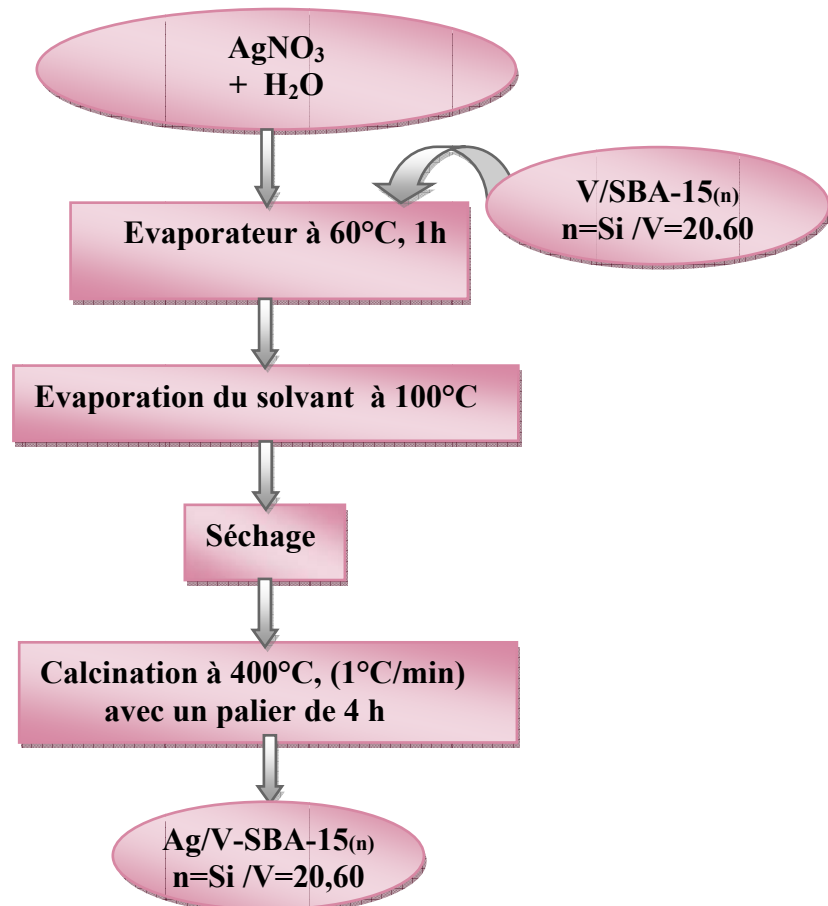 AgNO₃
+ H₂O
V/SBA-15(n)
n=Si /V=20,60
Evaporateur à 60°C, 1h
Evaporation du solvant à 100°C
Séchage
Calcination à 400°C, (1°C/min)
avec un palier de 4 h
Ag/V-SBA-15(n)
n=Si /V=20,60